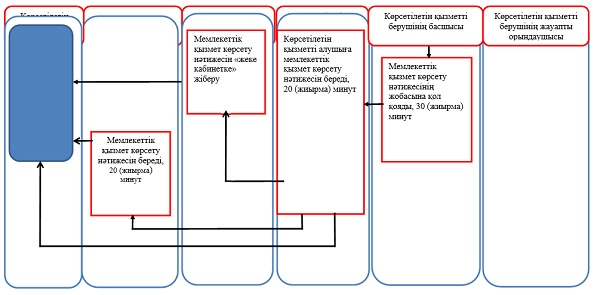 Көрсетілетін қызметті
берушінің басшысы
Көрсетілетін қызметті
берушінің жауапты
орындаушысы
Мемлекеттік
қызмет көрсету
нәтижесін «жеке
кабинетке»
жіберу
Көрсетілетін
қызметті алушыға
мемлекеттік
қызмет көрсету
нәтижесін береді,
20 (жиырма)
минут
Мемлекеттік
қызмет көрсету
нәтижесінің
жобасына қол
қояды, 30 (жиырма)
минут
Мемлекеттік
қызмет көрсету
нәтижесін береді,
20 (жиырма)
минут